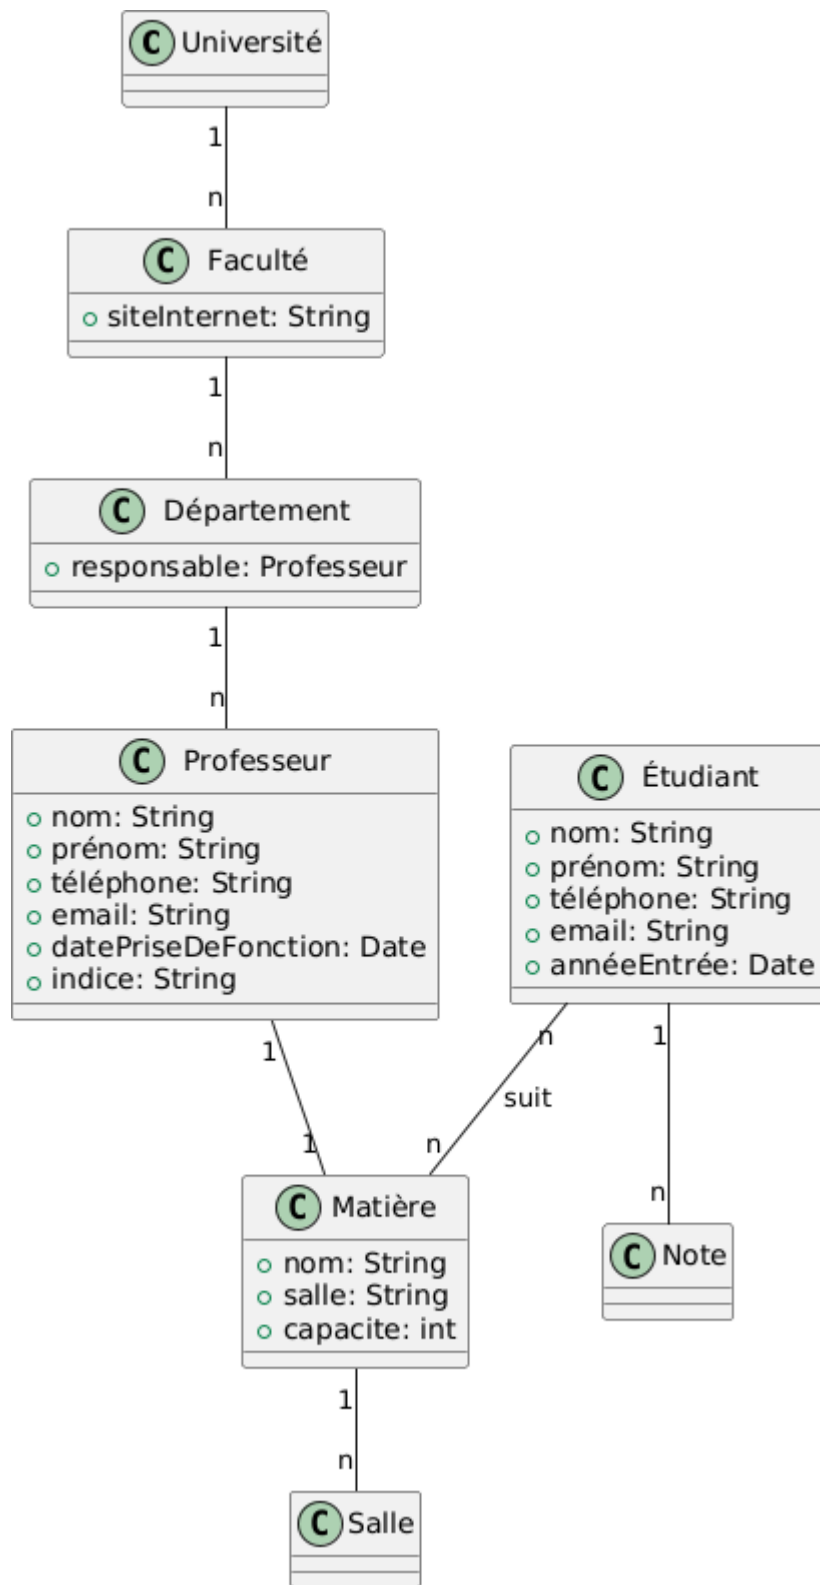 C Université
1
n
C Faculté
siteInternet: String
1
n
C Département
responsable: Professeur
1
n
C Professeur
nom: String
prénom: String
téléphone: String
email: String
datePriseDeFonction: Date
indice: String
C Étudiant
nom: String
prénom: String
téléphone: String
email: String
annéeEntrée: Date
1
1
n
suit
n
1
n
C Matière
nom: String
salle: String
capacite: int
C Note
1
n
C Salle